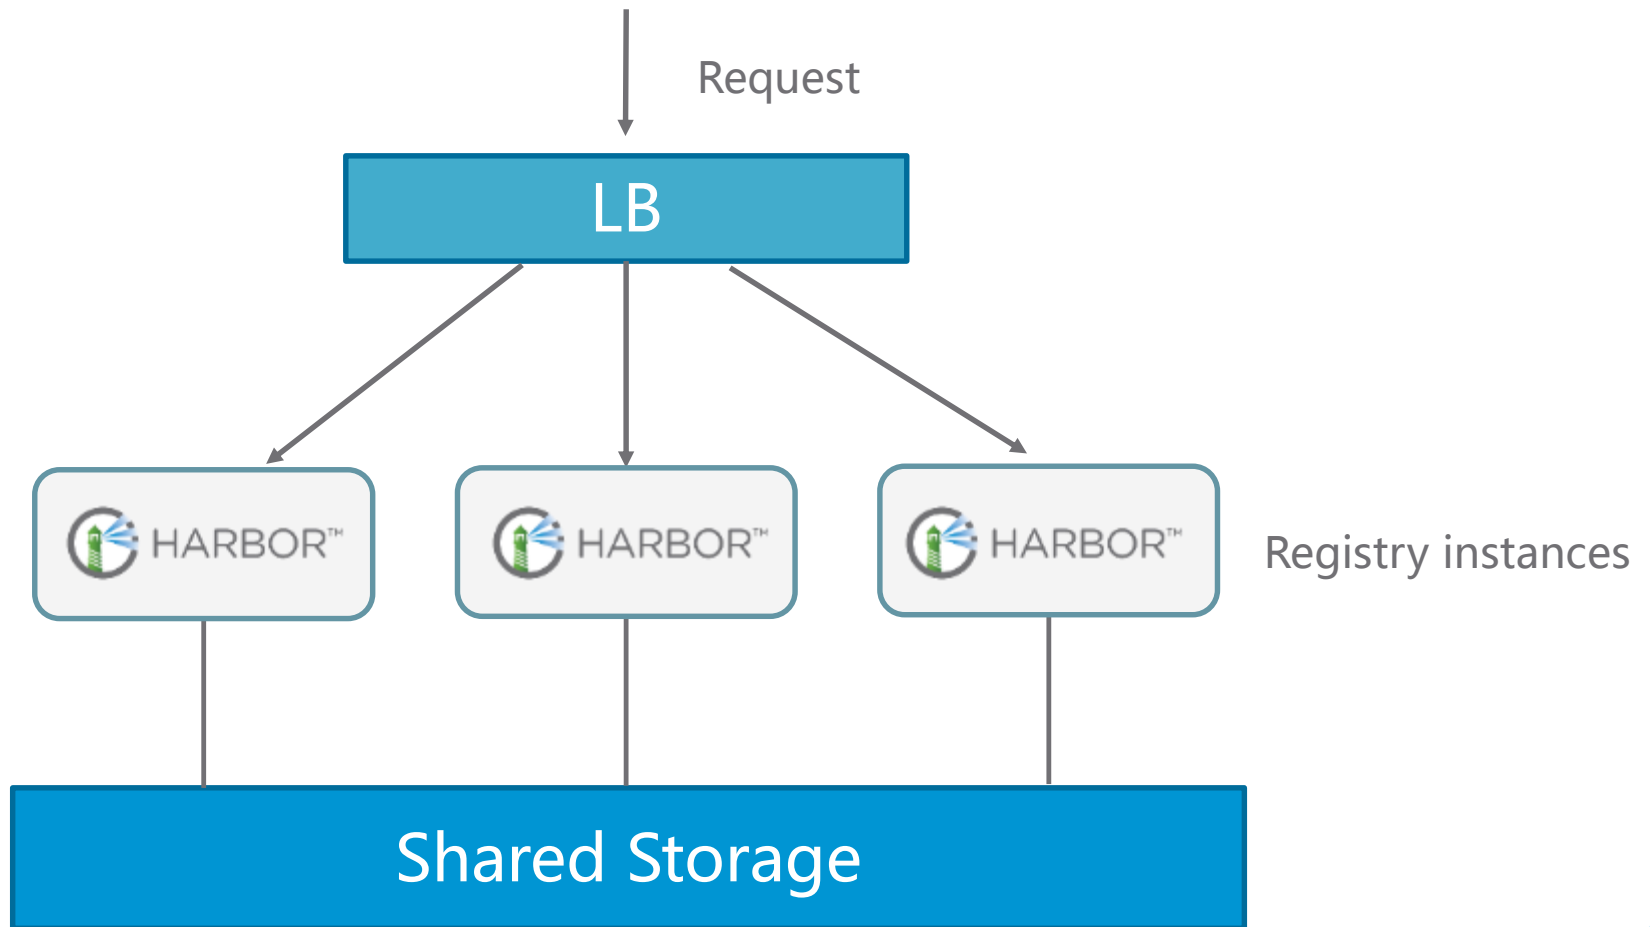 Request
LB
HARBOR™
HARBOR™
HARBOR™
Registry instances
Shared Storage